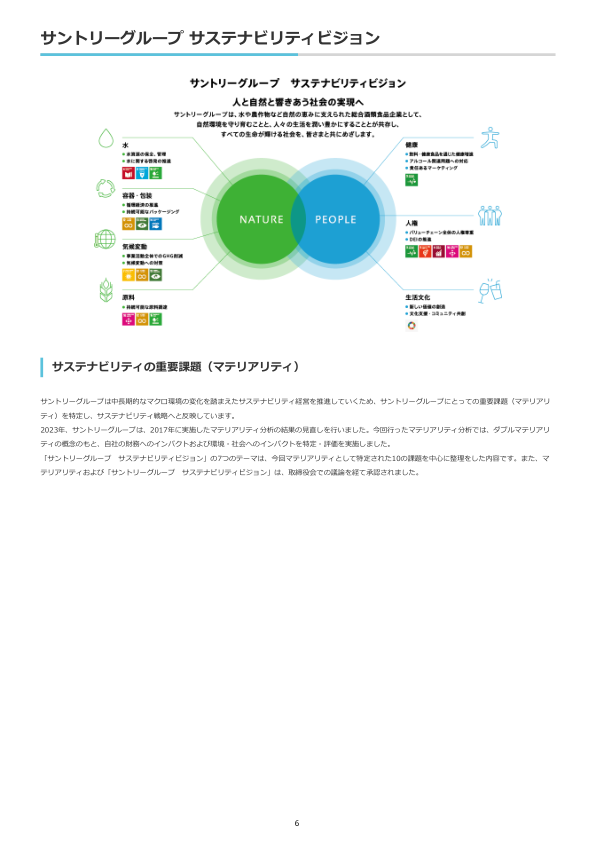 サントリーグループ サステナビリティビジョン
サントリーグループ　サステナビリティビジョン
人と自然と響きあう社会の実現へ
サントリーグループは、水や農作物など自然の恵みに支えられた総合酒類食品企業として、
自然環境を守り育むことと、人々の生活を潤い豊かにすることとが共存し、
すべての生命が輝ける社会を、皆さまと共にめざします。
水
● 水資源の保全、管理
● 水に関する啓発の推進
容器・包装
● 循環経済の推進
● 持続可能なパッケージング
気候変動
● 事業活動全体でのGHG削減
● 気候変動への対策
原料
● 持続可能な原料調達
NATURE
PEOPLE
健康
● 飲料・健康食品を通じた健康増進
● アルコール関連問題への対応
● 責任あるマーケティング
人権
● バリューチェーン全体の人権尊重
● DEIの推進
生活文化
● 新しい価値の創造
● 文化支援・コミュニティ共創
サステナビリティの重要課題（マテリアリティ）
サントリーグループは中長期的なマクロ環境の変化を踏まえたサステナビリティ経営を推進していくため、サントリーグループにとっての重要課題（マテリアリ
ティ）を特定し、サステナビリティ戦略へと反映しています。
2023年、サントリーグループは、2017年に実施したマテリアリティ分析の結果の見直しを行いました。今回行ったマテリアリティ分析では、ダブルマテリアリ
ティの概念のもと、自社の財務へのインパクトおよび環境・社会へのインパクトを特定・評価を実施しました。
「サントリーグループ　サステナビリティビジョン」の7つのテーマは、今回マテリアリティとして特定された10の課題を中心に整理をした内容です。また、マ
テリアリティおよび「サントリーグループ　サステナビリティビジョン」は、取締役会での議論を経て承認されました。
6